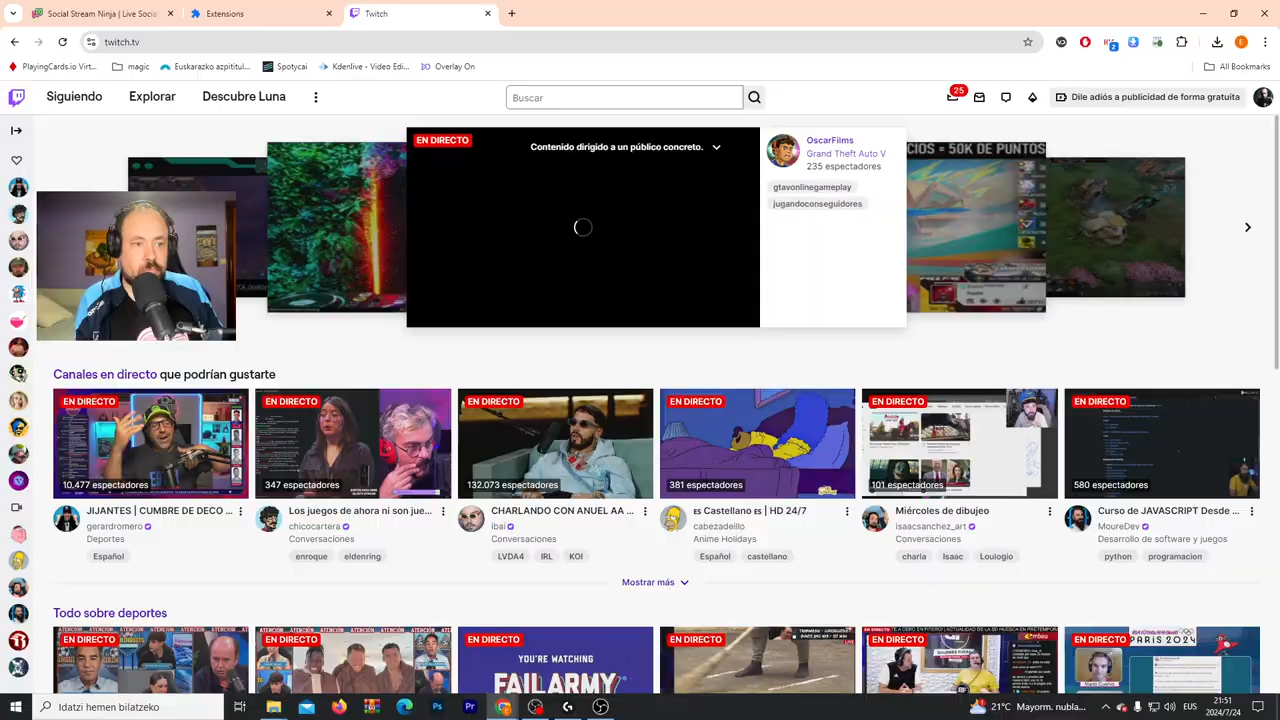 Social Stream Ninja | Live Socia
Extensions
Twitch
twitch.tv
2
E
PlayingCards.io Virt...
magic
Euskarazko azpititul...
Spotycai
Kdenlive - Video Edi...
Overlay On
All Bookmarks
Siguiendo
Explorar
Descubre Luna
Buscar
25
Dile adiós a publicidad de forma gratuita
EN DIRECTO
Contenido dirigido a un público concreto.
OscarFilms
Grand Theft Auto V
235 espectadores
gtavonlinegameplay
jugandoconseguidores
CIOS = 50K DE PUNTOS
Canales en directo que podrían gustarte
EN DIRECTO
10.477 espectadores
JIJANTES | CUMBRE DE DECO ...
gerardromero
Deportes
Español
EN DIRECTO
347 espectadores
Los juegos de ahora ni son jue...
chicocartera
Conversaciones
enroque
eldenring
EN DIRECTO
132.073 espectadores
CHARLANDO CON ANUEL AA ...
ibai
Conversaciones
LVDA4
IRL
KOI
EN DIRECTO
381 espectadores
ES Castellano ES | HD 24/7
cabezadeillo
Anime Holidays
Español
castellano
EN DIRECTO
101 espectadores
Miércoles de dibujeo
isaacsanchez_art
Conversaciones
charla
Isaac
Loulogio
EN DIRECTO
580 espectadores
Curso de JAVASCRIPT Desde ...
MoureDev
Desarrollo de software y juegos
python
programacion
Mostrar más
Todo sobre deportes
EN DIRECTO
EN DIRECTO
EN DIRECTO
YOU'RE WATCHING
EN DIRECTO
EN DIRECTO
EN DIRECTO
PARIS 2024
Idatzi hemen bilatzeko
21°C Mayorm. nubla...
21:51
2024/7/24